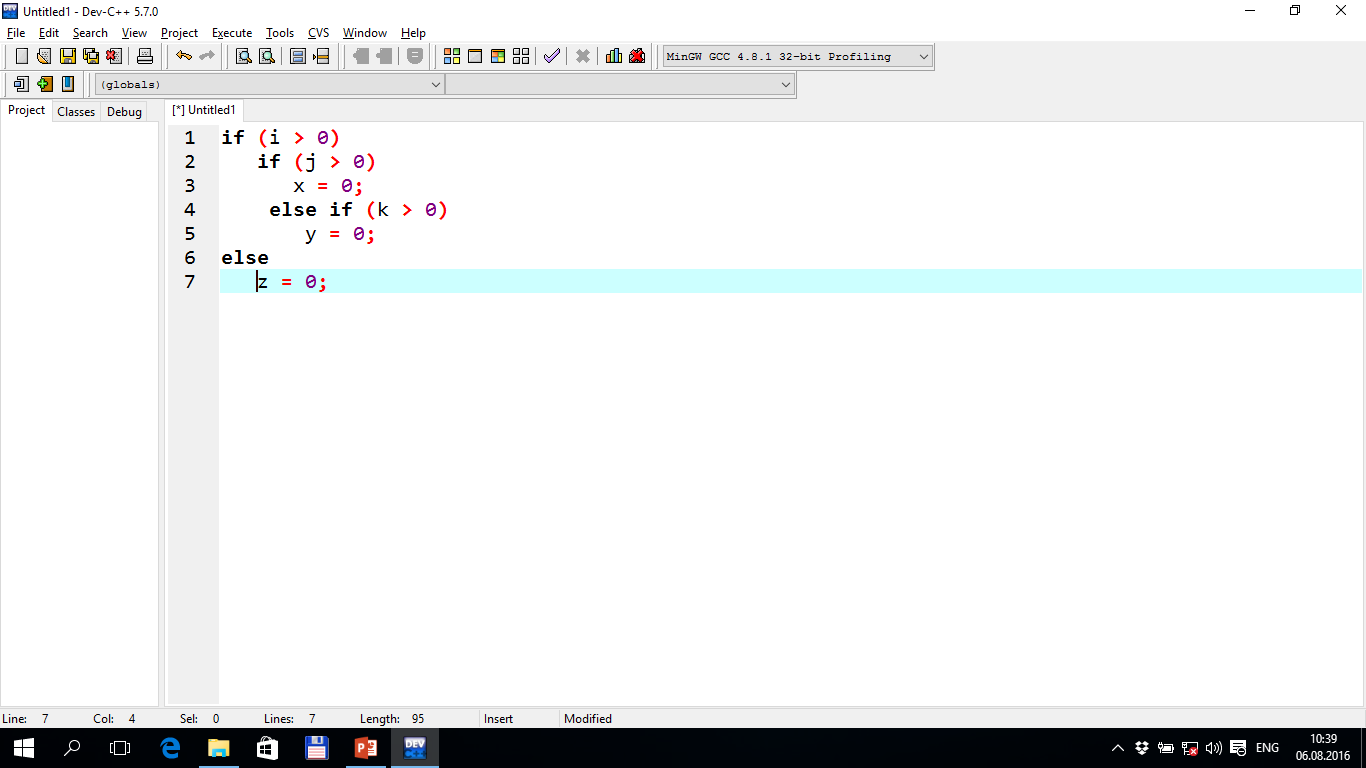 Untitled1 - Dev-C++ 5.7.0
File Edit Search View Project Execute Tools CVS Window Help
MinGW GCC 4.8.1 32-bit Profiling
(globals)
Project Classes Debug [*] Untitled1
1 if (i > 0)
2    if (j > 0)
3       x = 0;
4     else if (k > 0)
5        y = 0;
6 else
7    z = 0;
Line: 7 Col: 4 Sel: 0 Lines: 7 Length: 95 Insert Modified
DEV
ENG
10:39
06.08.2016